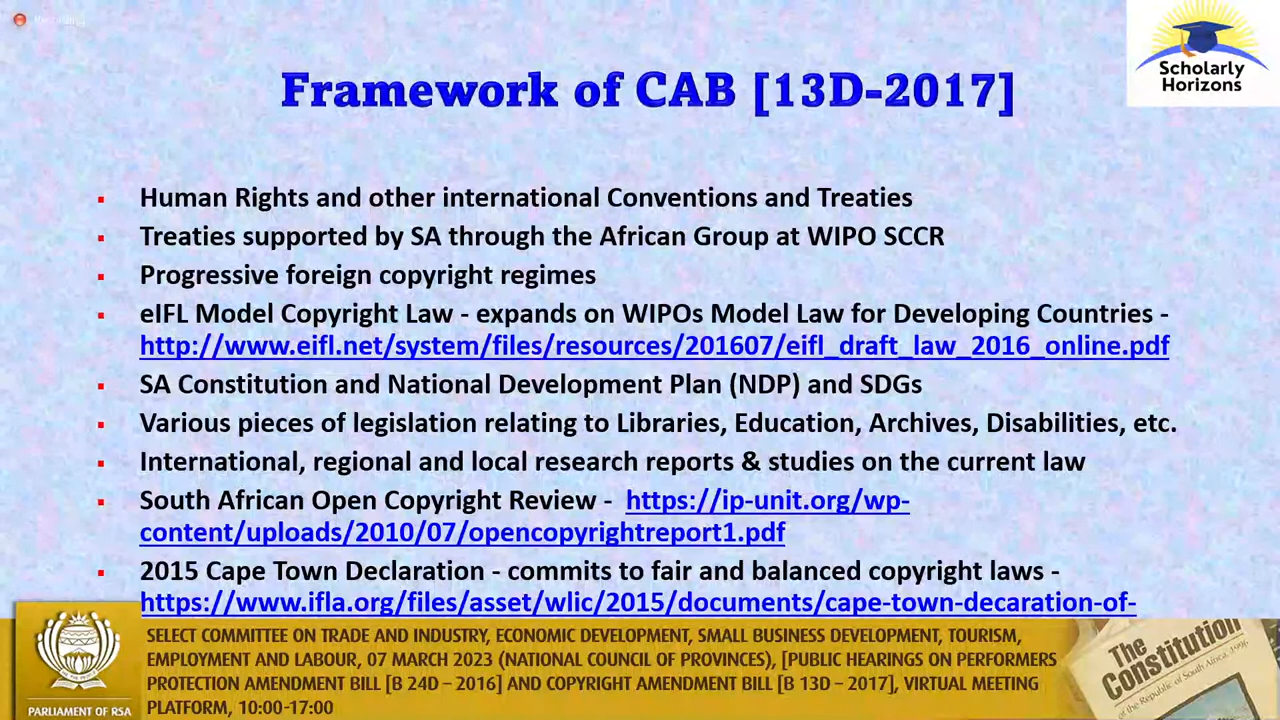 Recording
Scholarly
Horizons
Framework of CAB [13D-2017]
▪ Human Rights and other international Conventions and Treaties
▪ Treaties supported by SA through the African Group at WIPO SCCR
▪ Progressive foreign copyright regimes
▪ eIFL Model Copyright Law - expands on WIPOs Model Law for Developing Countries -
http://www.eifl.net/system/files/resources/201607/eifl_draft_law_2016_online.pdf
▪ SA Constitution and National Development Plan (NDP) and SDGs
▪ Various pieces of legislation relating to Libraries, Education, Archives, Disabilities, etc.
▪ International, regional and local research reports & studies on the current law
▪ South African Open Copyright Review - https://ip-unit.org/wp-
content/uploads/2010/07/opencopyrightreport1.pdf
▪ 2015 Cape Town Declaration - commits to fair and balanced copyright laws -
https://www.ifla.org/files/asset/wlic/2015/documents/cape-town-decaration-of-
SELECT COMMITTEE ON TRADE AND INDUSTRY, ECONOMIC DEVELOPMENT, SMALL BUSINESS DEVELOPMENT, TOURISM,
EMPLOYMENT AND LABOUR, 07 MARCH 2023 (NATIONAL COUNCIL OF PROVINCES), [PUBLIC HEARINGS ON PERFORMERS
PROTECTION AMENDMENT BILL [B 24D – 2016] AND COPYRIGHT AMENDMENT BILL [B 13D – 2017], VIRTUAL MEETING
PLATFORM, 10:00-17:00
PARLIAMENT OF RSA
The
Constitution
of the Republic of South Africa, 1996